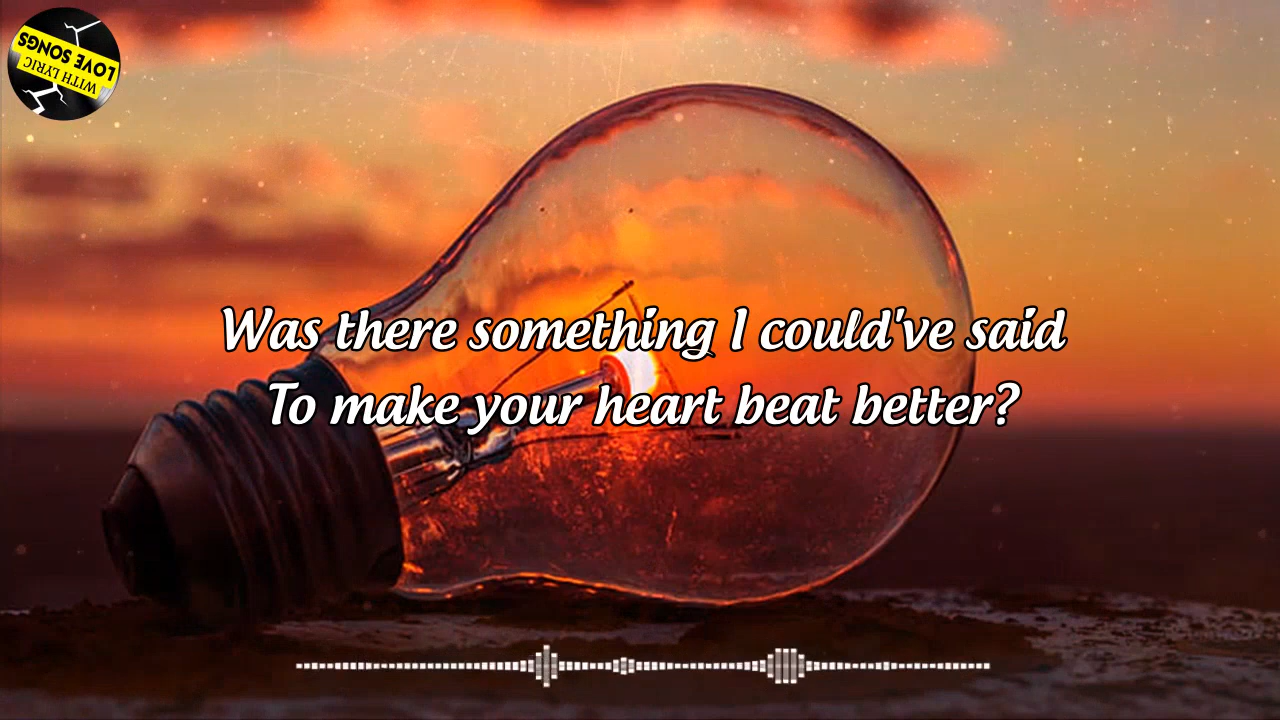 LOVE SONGS
WITH LYRIC
Was there something I could've said
To make your heart beat better?